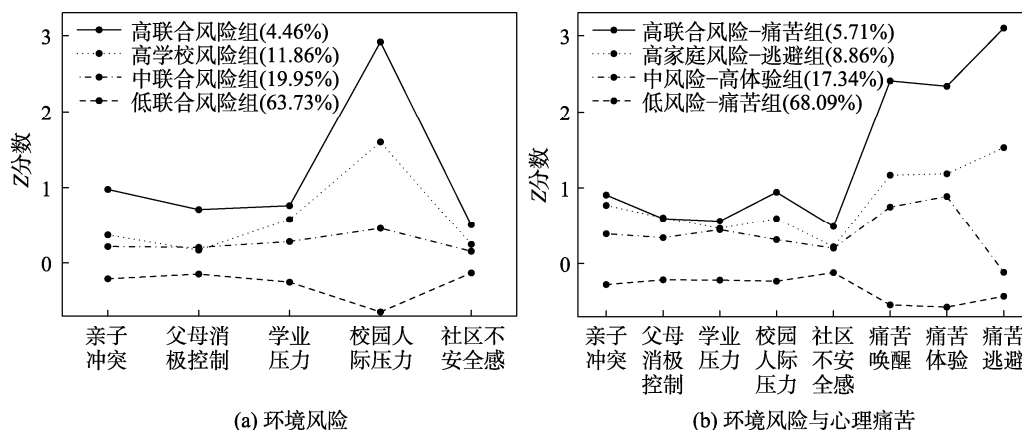 高联合风险组(4.46%)
高学校风险组(11.86%)
中联合风险组(19.95%)
低联合风险组(63.73%)
3
2
1
0
Z分数
亲子
冲突
父母消
极控制
学业
压力
校园人
际压力
社区不
安全感
(a) 环境风险
高联合风险−痛苦组(5.71%)
高家庭风险−逃避组(8.86%)
中风险−高体验组(17.34%)
低风险−痛苦组(68.09%)
3
2
1
0
Z分数
亲子
冲突
父母
消极
控制
学业
压力
校园
人际
压力
社区
不安
全感
痛苦
唤醒
痛苦
体验
痛苦
逃避
(b) 环境风险与心理痛苦